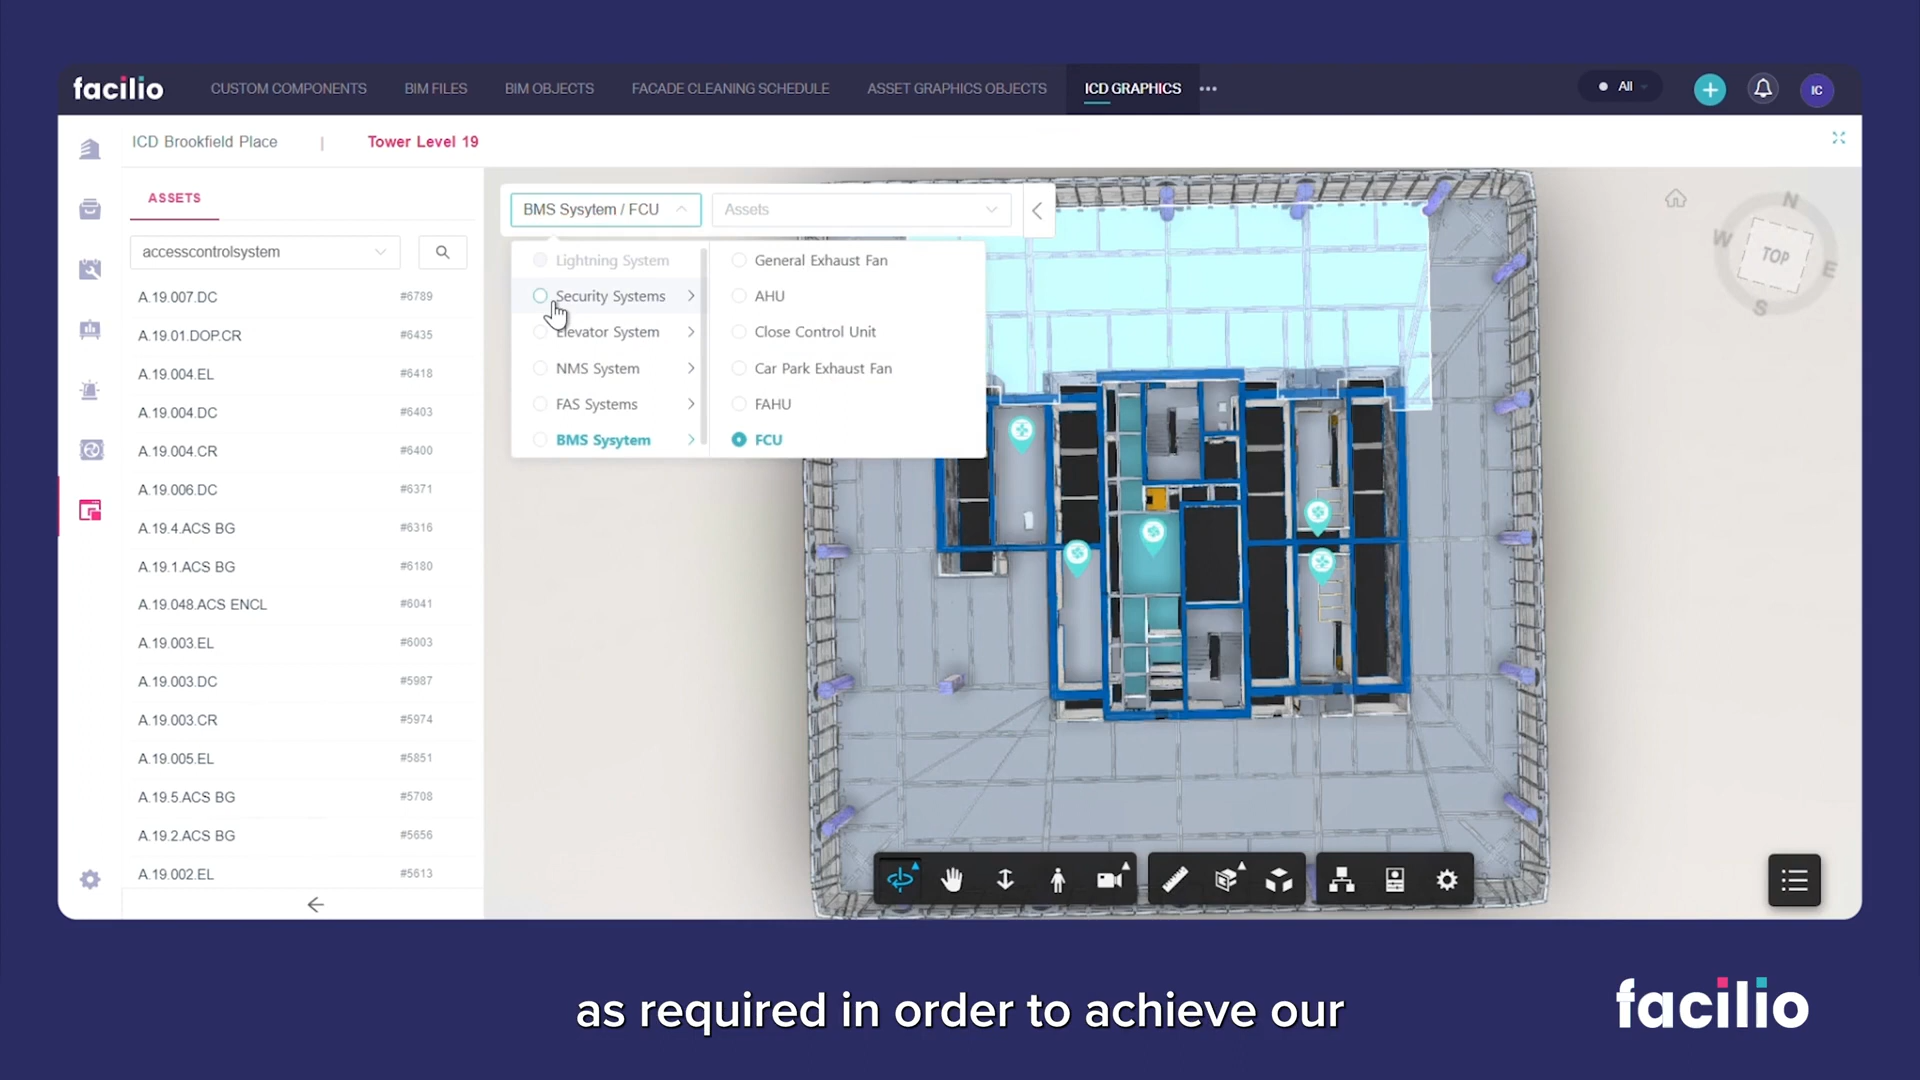 facilio
CUSTOM COMPONENTS
BIM FILES
BIM OBJECTS
FACADE CLEANING SCHEDULE
ASSET GRAPHICS OBJECTS
ICD GRAPHICS
All
IC
ICD Brookfield Place | Tower Level 19
ASSETS
accesscontrolsystem
A.19.007.DC #6789
A.19.01.DOP.CR #6435
A.19.004.EL #6418
A.19.004.DC #6403
A.19.004.CR #6400
A.19.006.DC #6371
A.19.4.ACS BG #6316
A.19.1.ACS BG #6180
A.19.048.ACS ENCL #6041
A.19.003.EL #6003
A.19.003.DC #5987
A.19.003.CR #5974
A.19.005.EL #5851
A.19.5.ACS BG #5708
A.19.2.ACS BG #5656
A.19.002.EL #5613
BMS Sysytem / FCU
Assets
Lightning System
Security Systems
Elevator System
NMS System
FAS Systems
BMS Sysytem
General Exhaust Fan
AHU
Close Control Unit
Car Park Exhaust Fan
FAHU
FCU
N
W
TOP
E
S
as required in order to achieve our
facilio